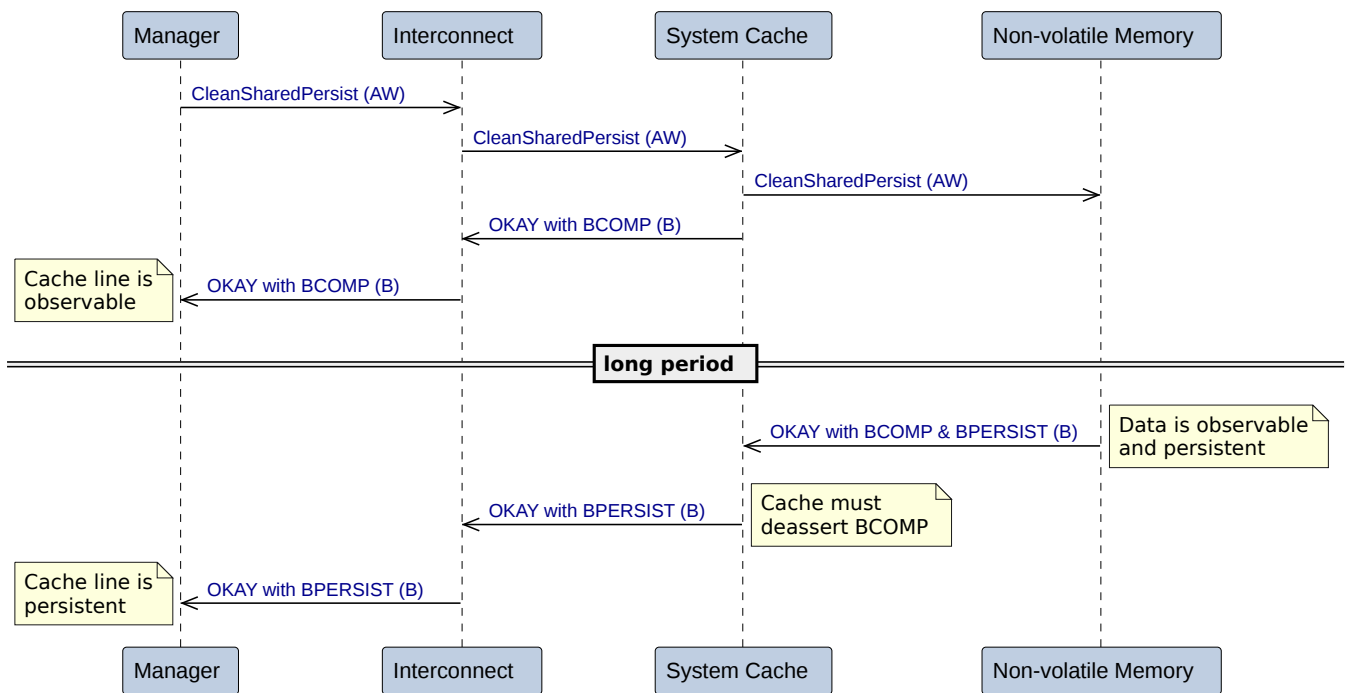 Manager
Interconnect
System Cache
Non-volatile Memory
CleanSharedPersist (AW)
CleanSharedPersist (AW)
CleanSharedPersist (AW)
OKAY with BCOMP (B)
Cache line is
observable
OKAY with BCOMP (B)
long period
OKAY with BCOMP & BPERSIST (B)
Data is observable
and persistent
OKAY with BPERSIST (B)
Cache must
deassert BCOMP
Cache line is
persistent
OKAY with BPERSIST (B)
Manager
Interconnect
System Cache
Non-volatile Memory